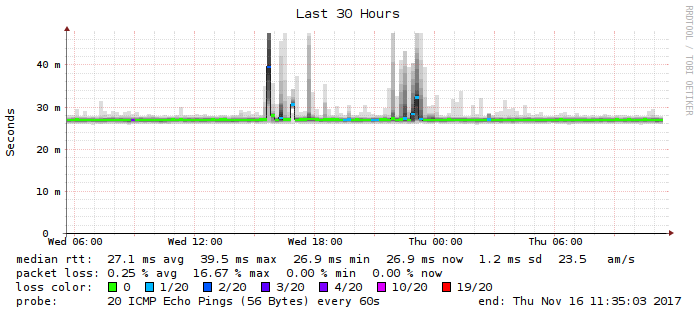 Last 30 Hours
RRDTOOL / TOBI OETIKER
Seconds
40 m
30 m
20 m
10 m
0
Wed 06:00 Wed 12:00 Wed 18:00 Thu 00:00 Thu 06:00
median rtt: 27.1 ms avg 39.5 ms max 26.9 ms min 26.9 ms now 1.2 ms sd 23.5 am/s
packet loss: 0.25 % avg 16.67 % max 0.00 % min 0.00 % now
loss color: 0 1/20 2/20 3/20 4/20 10/20 19/20
probe: 20 ICMP Echo Pings (56 Bytes) every 60s end: Thu Nov 16 11:35:03 2017